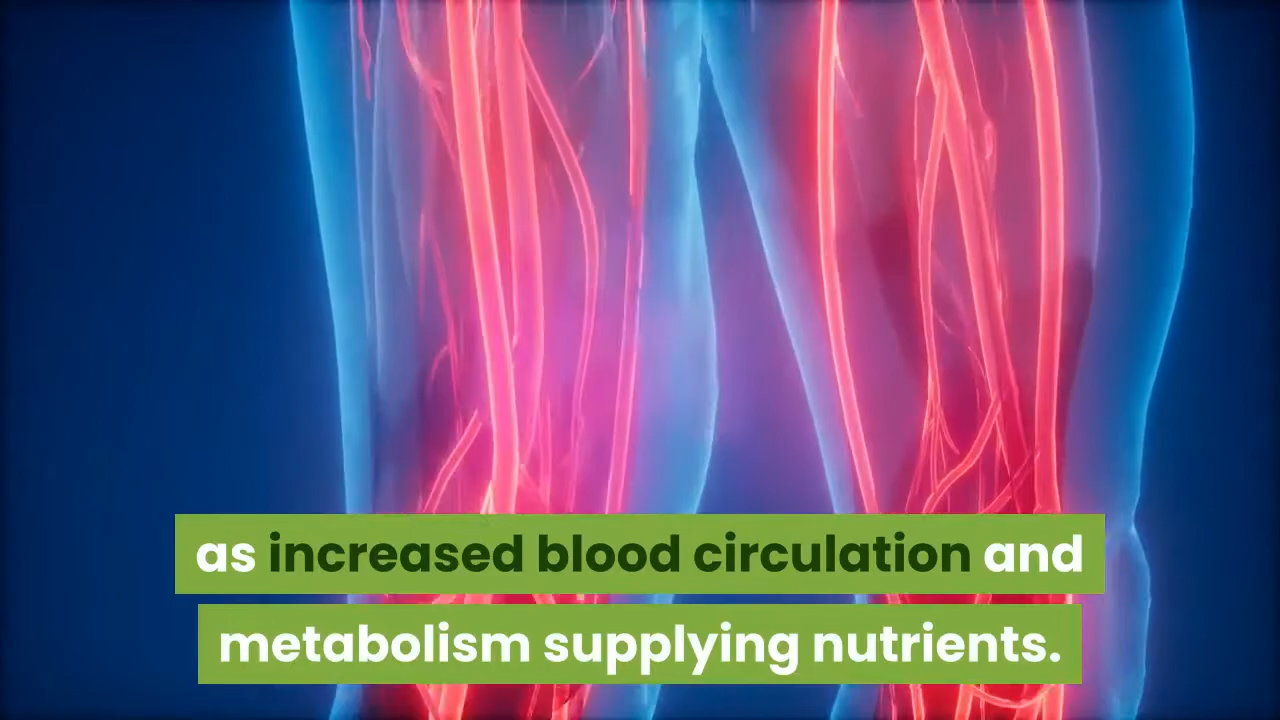 as increased blood circulation and
metabolism supplying nutrients.